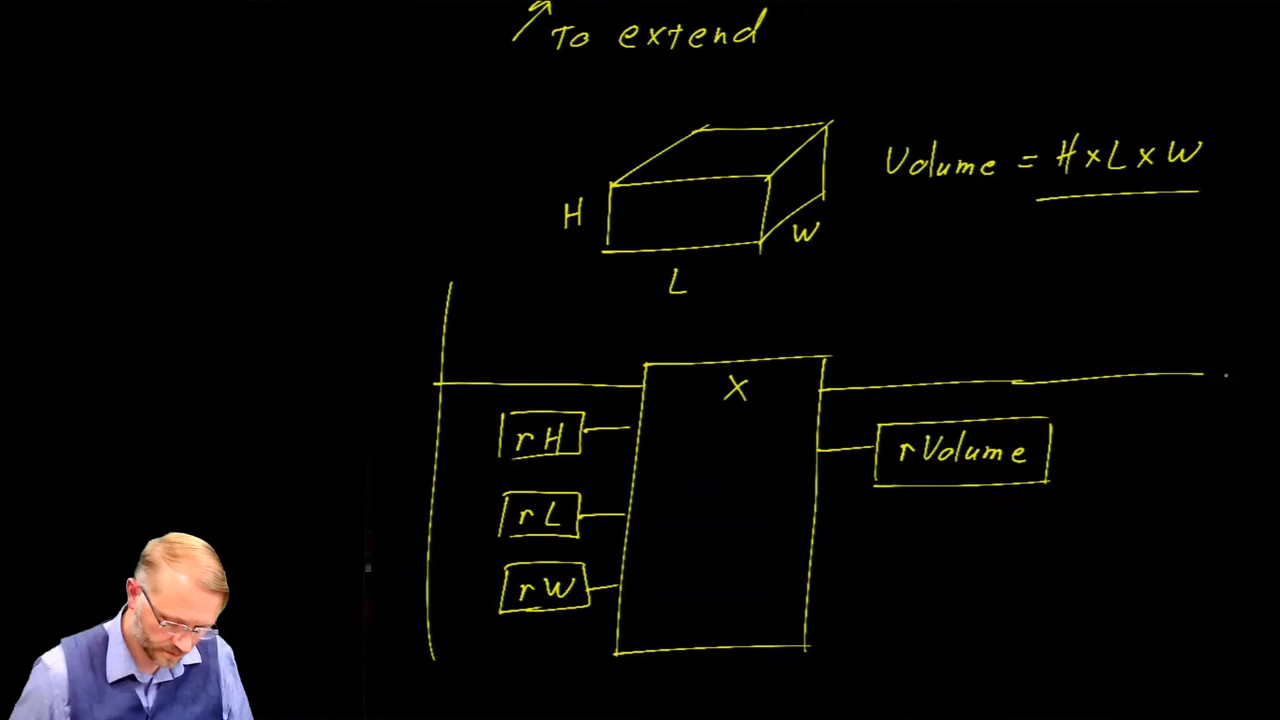 To extend
Volume = H x L x W
H
W
L
X
rH
rVolume
rL
rW